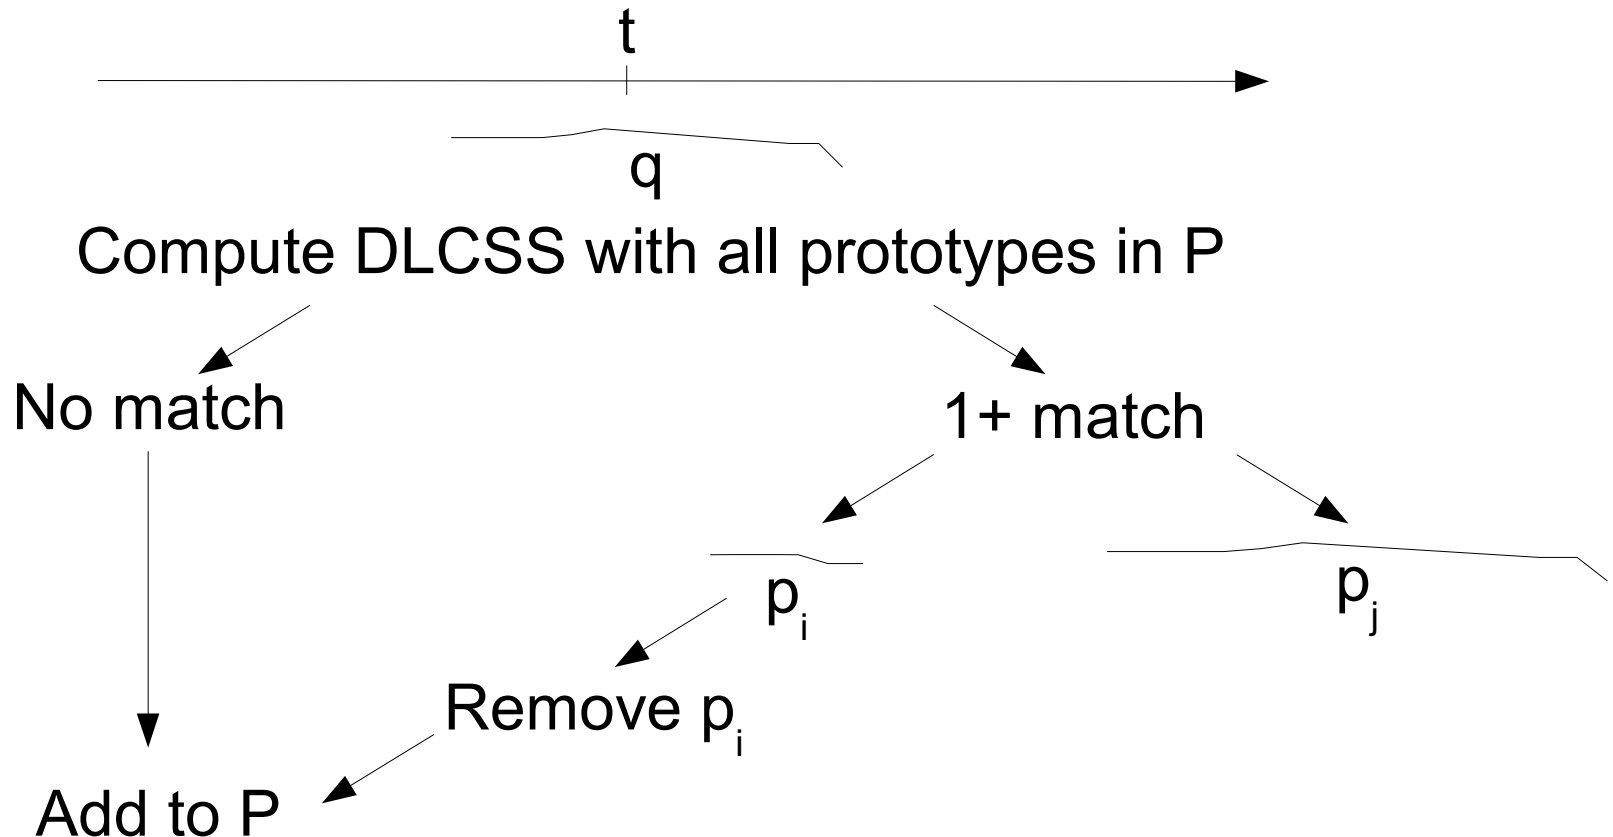 t
q
Compute DLCSS with all prototypes in P
No match
1+ match
p_i
p_j
Remove p_i
Add to P